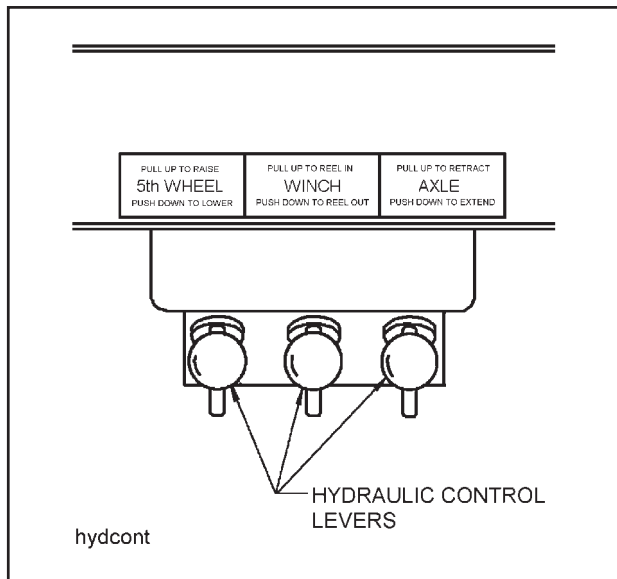 PULL UP TO RAISE
5th WHEEL
PUSH DOWN TO LOWER
PULL UP TO REEL IN
WINCH
PUSH DOWN TO REEL OUT
PULL UP TO RETRACT
AXLE
PUSH DOWN TO EXTEND
HYDRAULIC CONTROL
LEVERS
hydcont